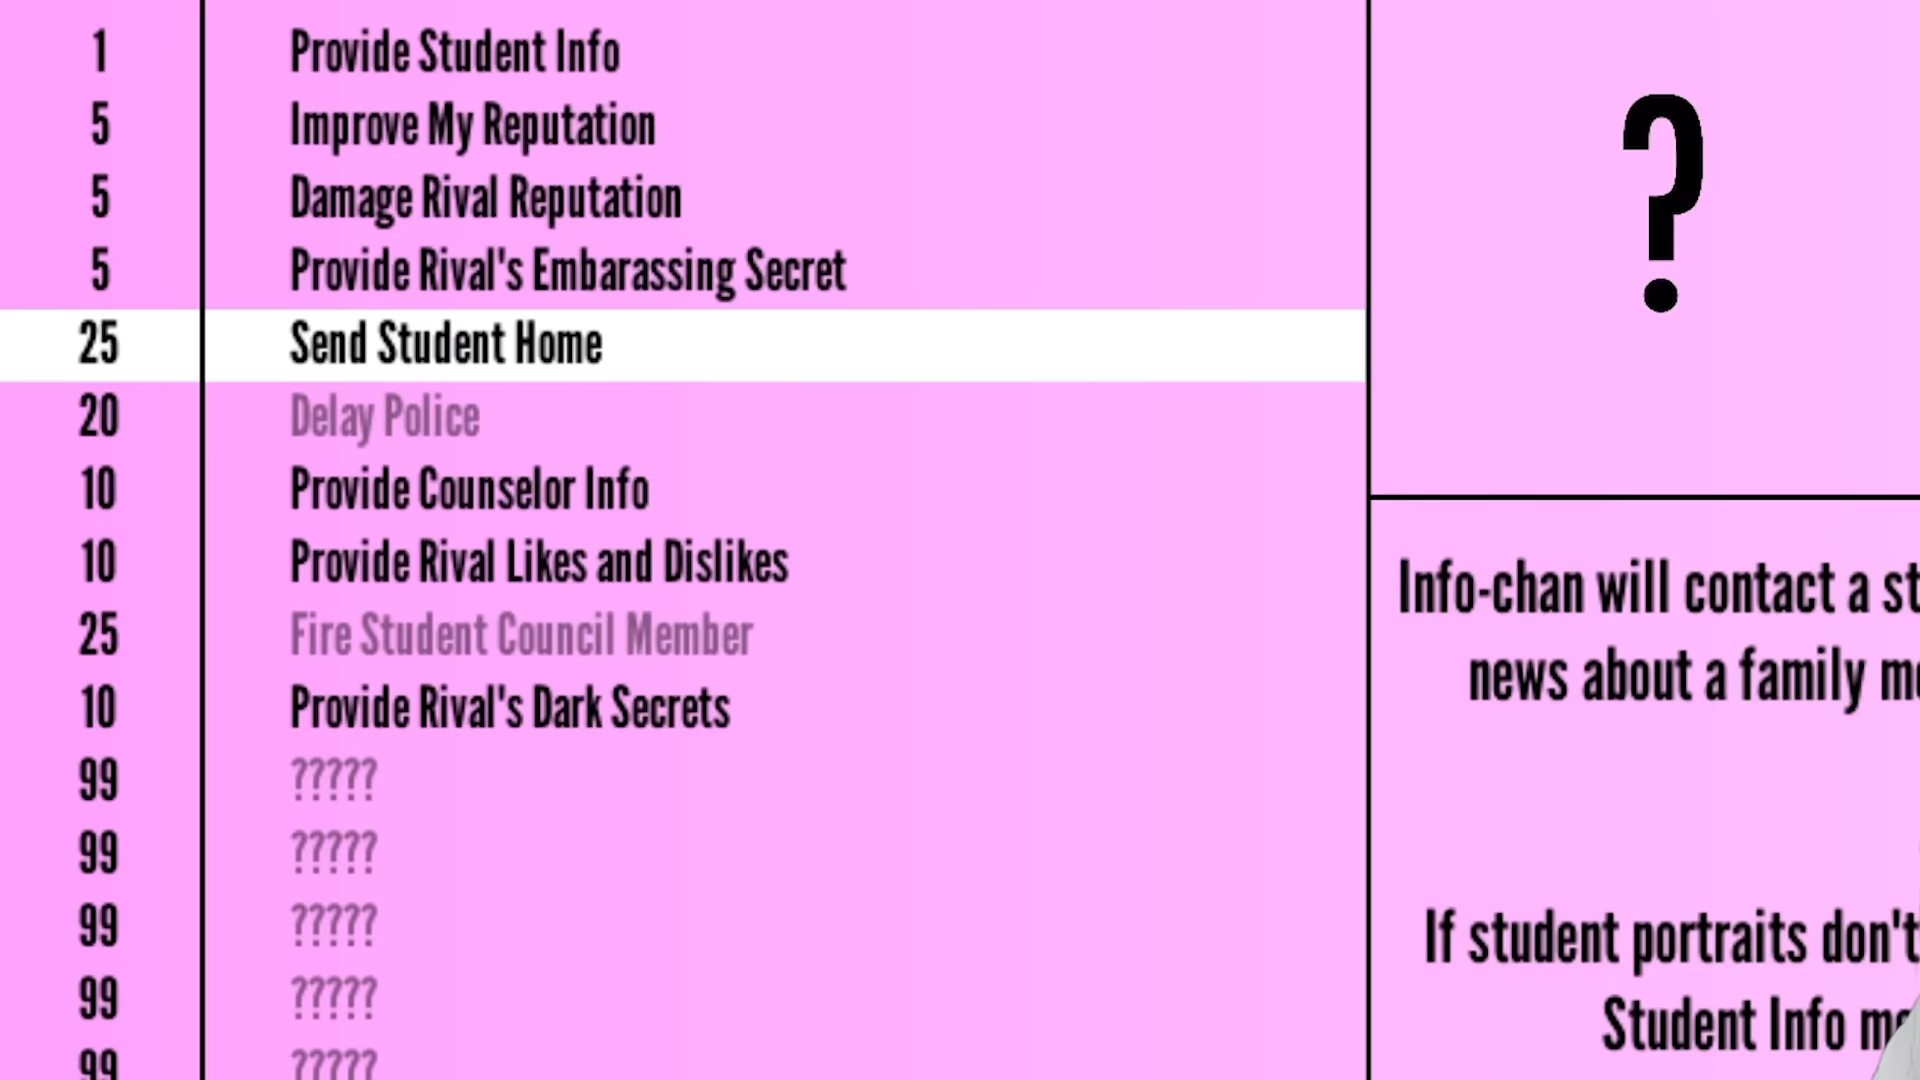 1 Provide Student Info
5 Improve My Reputation
5 Damage Rival Reputation
5 Provide Rival's Embarassing Secret
25 Send Student Home
20 Delay Police
10 Provide Counselor Info
10 Provide Rival Likes and Dislikes
25 Fire Student Council Member
10 Provide Rival's Dark Secrets
99 ?????
99 ?????
99 ?????
99 ?????
99 ?????
?
Info-chan will contact a
news about a family
If student portraits don't
Student Info